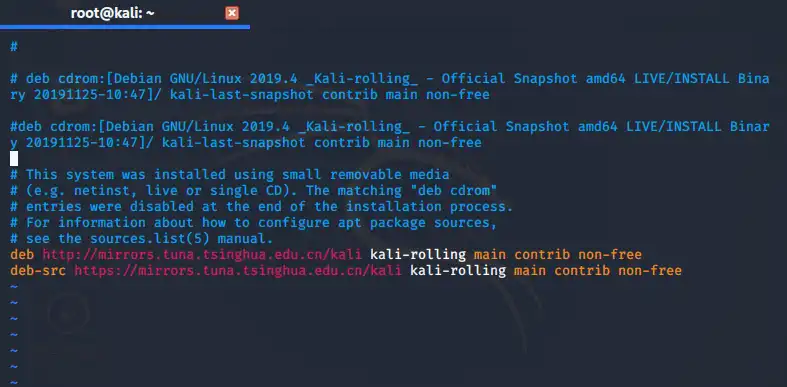 root@kali: ~
#
# deb cdrom:[Debian GNU/Linux 2019.4 _Kali-rolling_ - Official Snapshot amd64 LIVE/INSTALL Bina
ry 20191125-10:47]/ kali-last-snapshot contrib main non-free
#deb cdrom:[Debian GNU/Linux 2019.4 _Kali-rolling_ - Official Snapshot amd64 LIVE/INSTALL Binar
y 20191125-10:47]/ kali-last-snapshot contrib main non-free
# This system was installed using small removable media
# (e.g. netinst, live or single CD). The matching "deb cdrom"
# entries were disabled at the end of the installation process.
# For information about how to configure apt package sources,
# see the sources.list(5) manual.
deb http://mirrors.tuna.tsinghua.edu.cn/kali kali-rolling main contrib non-free
deb-src https://mirrors.tuna.tsinghua.edu.cn/kali kali-rolling main contrib non-free
~
~
~
~
~
~
~